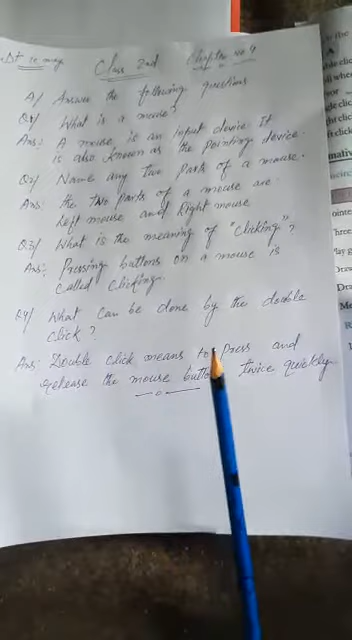 Class 2nd Chapter No 4
A/ Answer the following questions
Q1/ What is a mouse?
Ans: A mouse is an input device. It
is also known as the pointing device.
Q2/ Name any two parts of a mouse.
Ans: the two parts of a mouse are
Left mouse and Right mouse
Q3/ What is the meaning of "Clicking"?
Ans: Pressing buttons on a mouse is
called clicking.
Q4/ What can be done by the double
click?
Ans: Double click means to press and
release the mouse button twice quickly